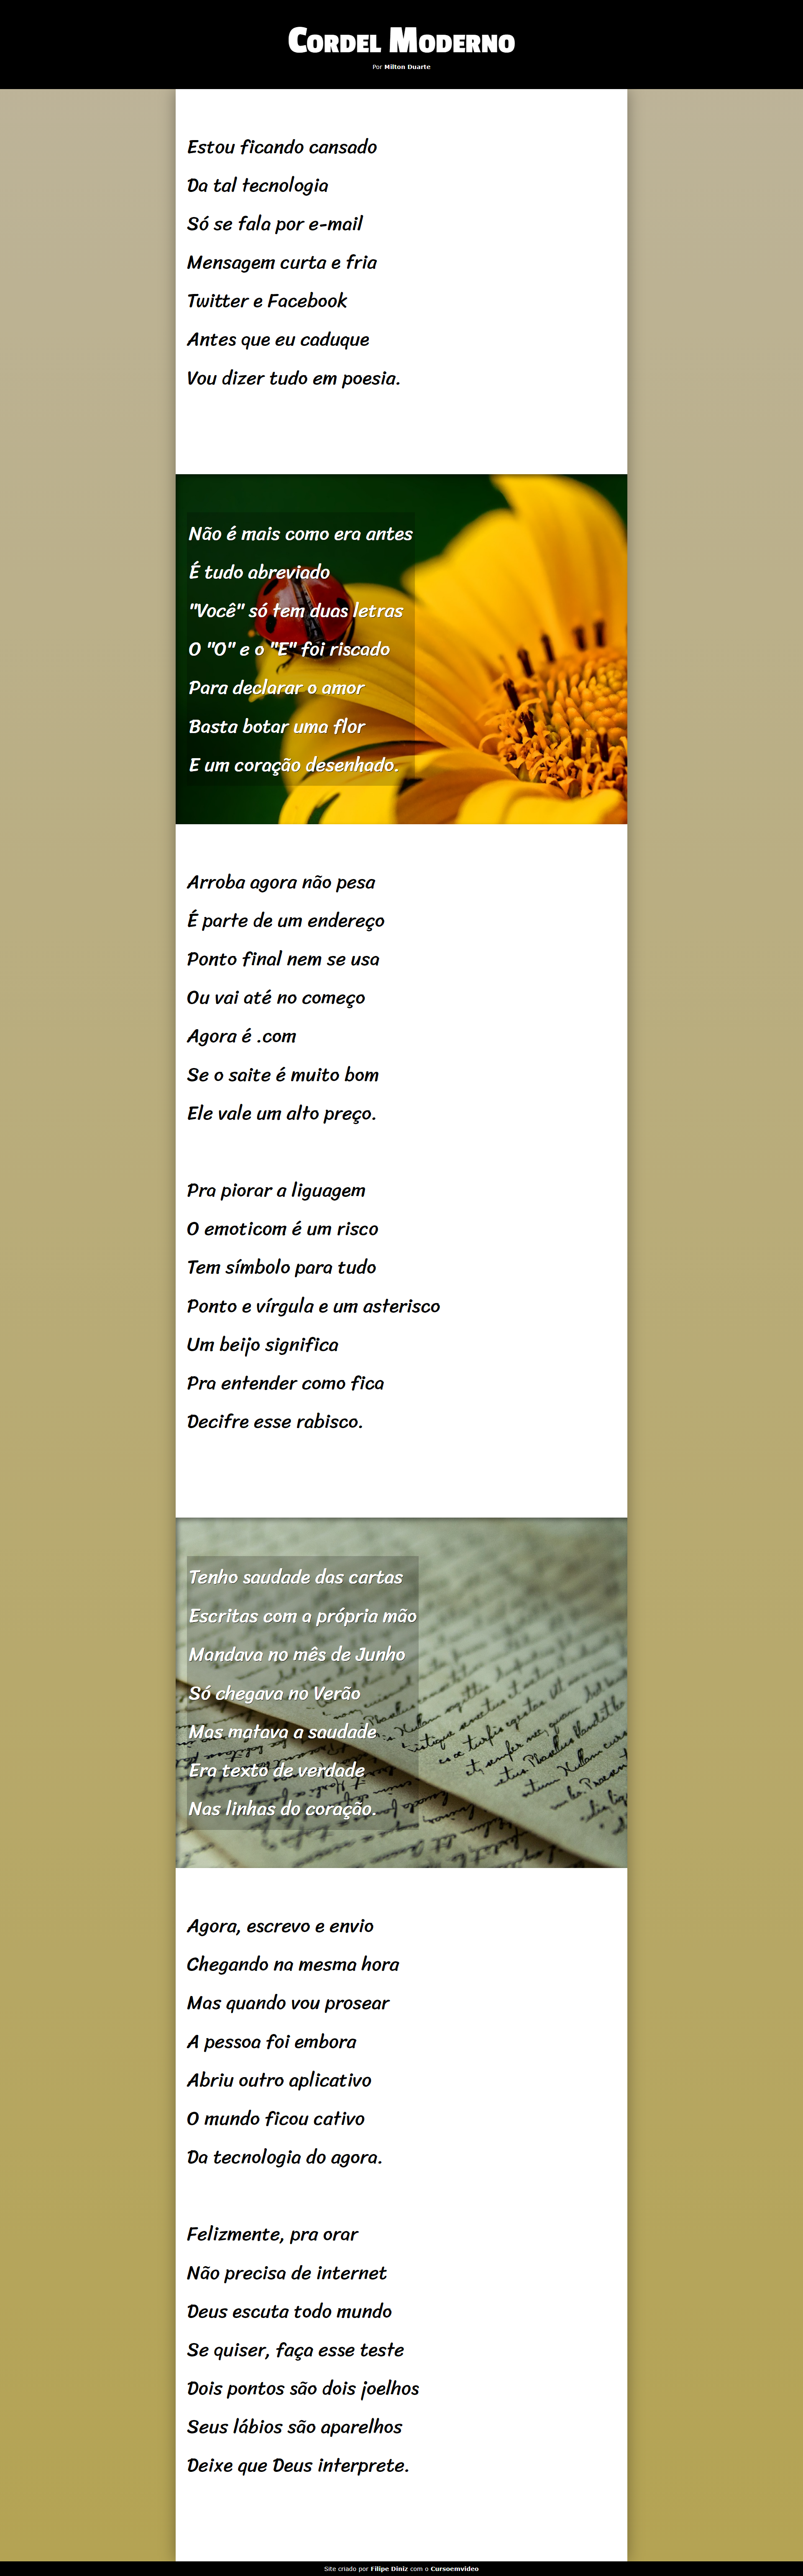 Cordel Moderno
Por Milton Duarte
Estou ficando cansado
Da tal tecnologia
Só se fala por e-mail
Mensagem curta e fria
Twitter e Facebook
Antes que eu caduque
Vou dizer tudo em poesia.
Não é mais como era antes
É tudo abreviado
"Você" só tem duas letras
O "O" e o "E" foi riscado
Para declarar o amor
Basta botar uma flor
E um coração desenhado.
Arroba agora não pesa
É parte de um endereço
Ponto final nem se usa
Ou vai até no começo
Agora é .com
Se o saite é muito bom
Ele vale um alto preço.
Pra piorar a liguagem
O emoticom é um risco
Tem símbolo para tudo
Ponto e vírgula e um asterisco
Um beijo significa
Pra entender como fica
Decifre esse rabisco.
Tenho saudade das cartas
Escritas com a própria mão
Mandava no mês de Junho
Só chegava no Verão
Mas matava a saudade
Era texto de verdade
Nas linhas do coração.
Agora, escrevo e envio
Chegando na mesma hora
Mas quando vou prosear
A pessoa foi embora
Abriu outro aplicativo
O mundo ficou cativo
Da tecnologia do agora.
Felizmente, pra orar
Não precisa de internet
Deus escuta todo mundo
Se quiser, faça esse teste
Dois pontos são dois joelhos
Seus lábios são aparelhos
Deixe que Deus interprete.
Site criado por Filipe Diniz com o Cursoemvideo